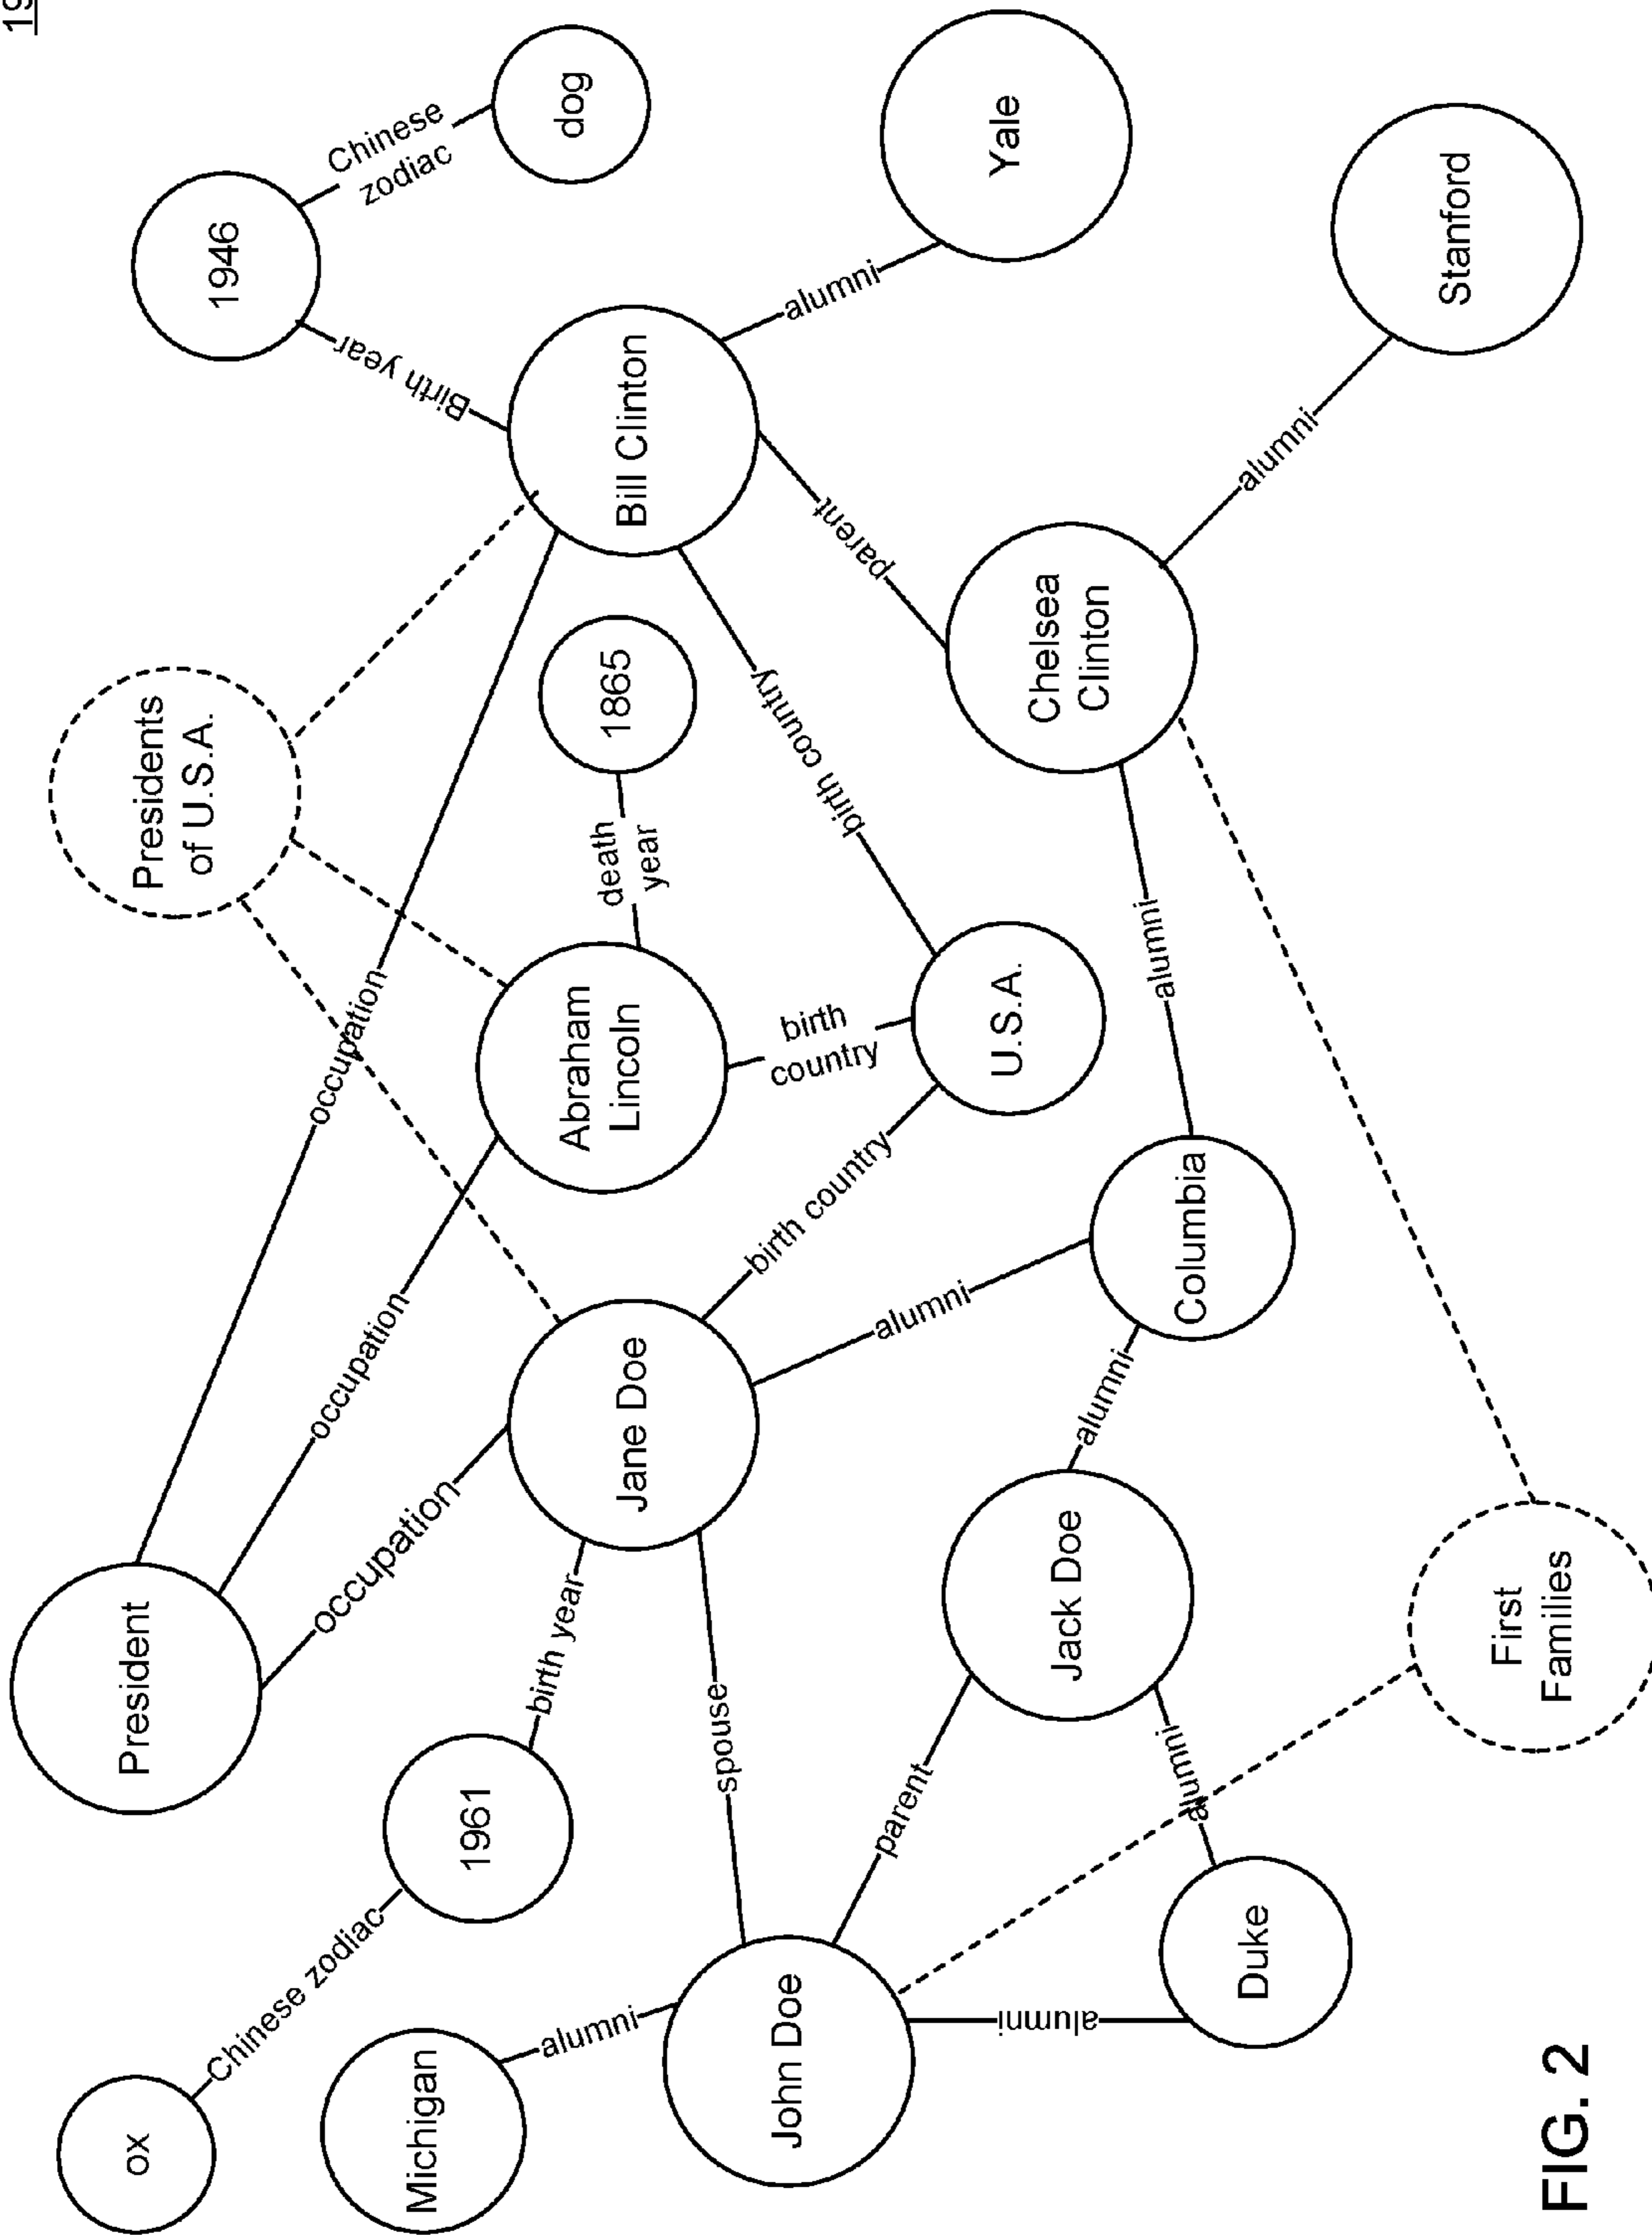 19
President
ox
Presidents
of U.S.A.
1946
Chinese
zodiac
Chinese zodiac
occupation
occupation
occupation
Birth year
Michigan
1961
birth year
alumni
Jane Doe
Abraham
Lincoln
death
year
1865
Bill Clinton
dog
spouse
birth country
birth
country
birth country
alumni
John Doe
parent
alumni
parent
Jack Doe
alumni
U.S.A.
Chelsea
Clinton
Yale
alumni
alumni
Columbia
alumni
alumni
Duke
Stanford
First
Families
FIG. 2